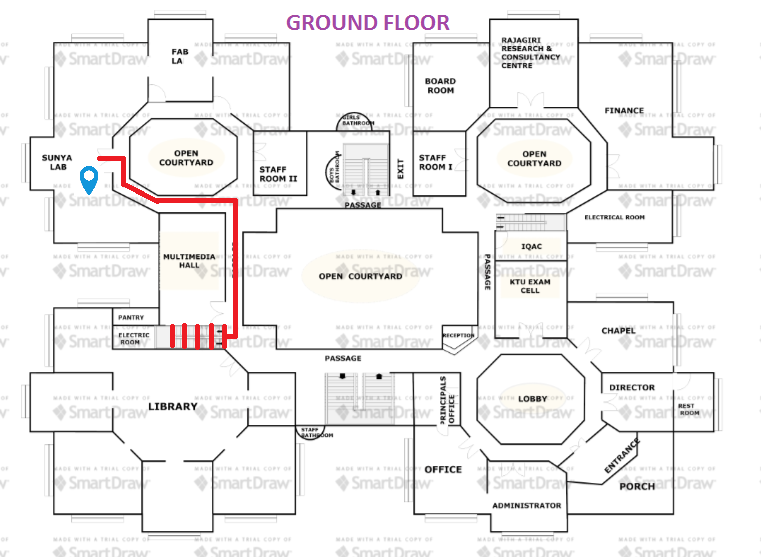 GROUND FLOOR
FAB
LA
RAJAGIRI
RESEARCH &
CONSULTANCY
CENTRE
BOARD
ROOM
FINANCE
GIRLS
BATHROOM
SUNYA
LAB
OPEN
COURTYARD
STAFF
ROOM II
BOYS
BATHROOM
EXIT
STAFF
ROOM I
OPEN
COURTYARD
PASSAGE
ELECTRICAL ROOM
MULTIMEDIA
HALL
OPEN COURTYARD
PASSAGE
IQAC
KTU EXAM
CELL
PANTRY
ELECTRIC
ROOM
RECEPTION
CHAPEL
PASSAGE
LIBRARY
PRINCIPALS
OFFICE
LOBBY
DIRECTOR
REST
ROOM
STAFF
BATHROOM
OFFICE
ENTRANCE
PORCH
ADMINISTRATOR
MADE WITH A TRIAL COPY OF
SmartDraw